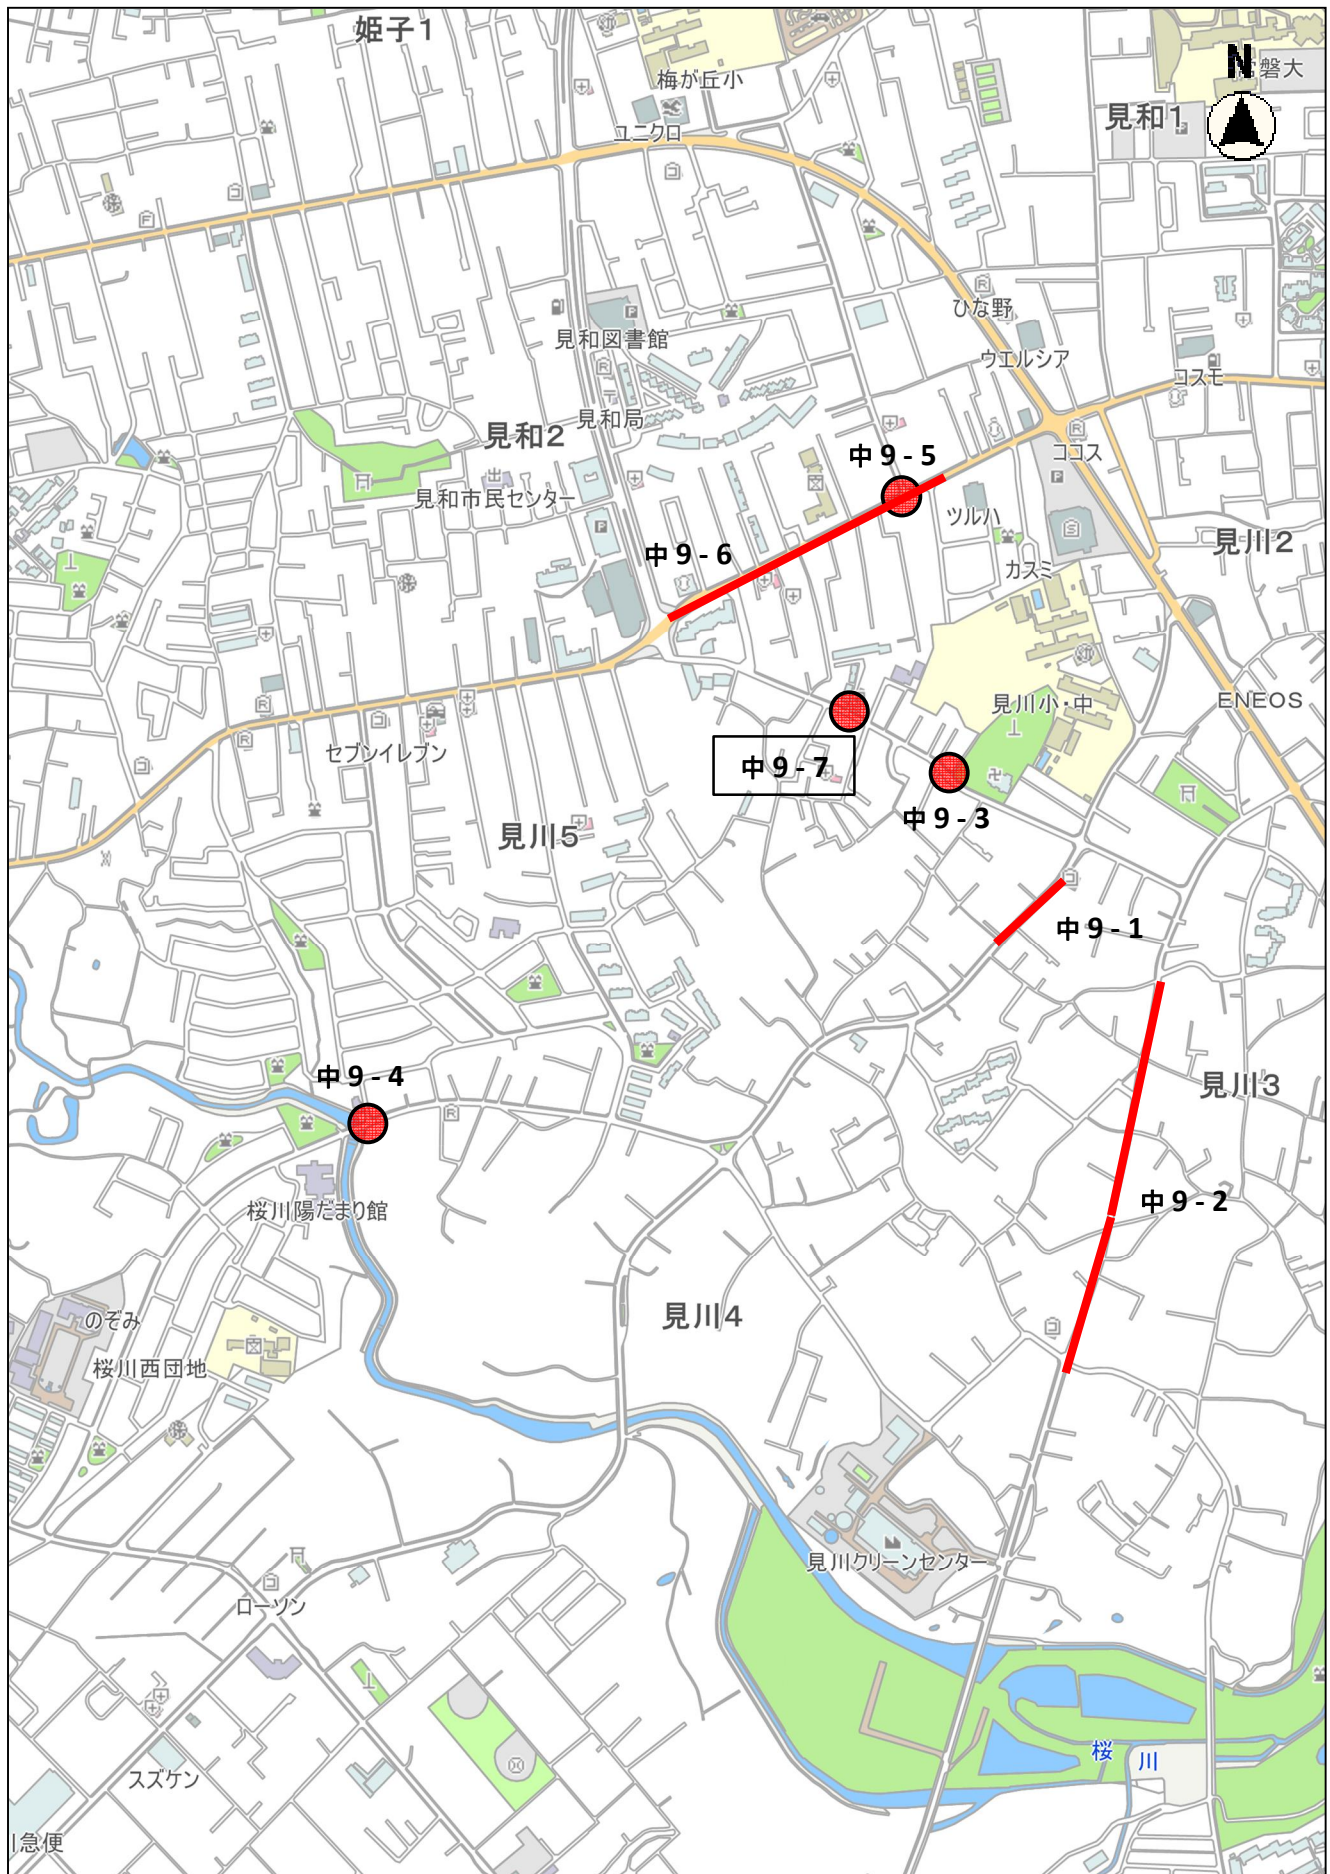 姫子1
梅が丘小
N
常磐大
見和1
ユニクロ
ひな野
見和図書館
ウエルシア
コスモ
見和局
見和2
ココス
中9-5
見和市民センター
ツルハ
見川2
中9-6
カスミ
ENEOS
見川小・中
セブンイレブン
中9-7
中9-3
見川5
中9-1
中9-4
見川3
中9-2
桜川陽だまり館
のぞみ
見川4
桜川西団地
見川クリーンセンター
ローソン
桜川
スズケン
急便